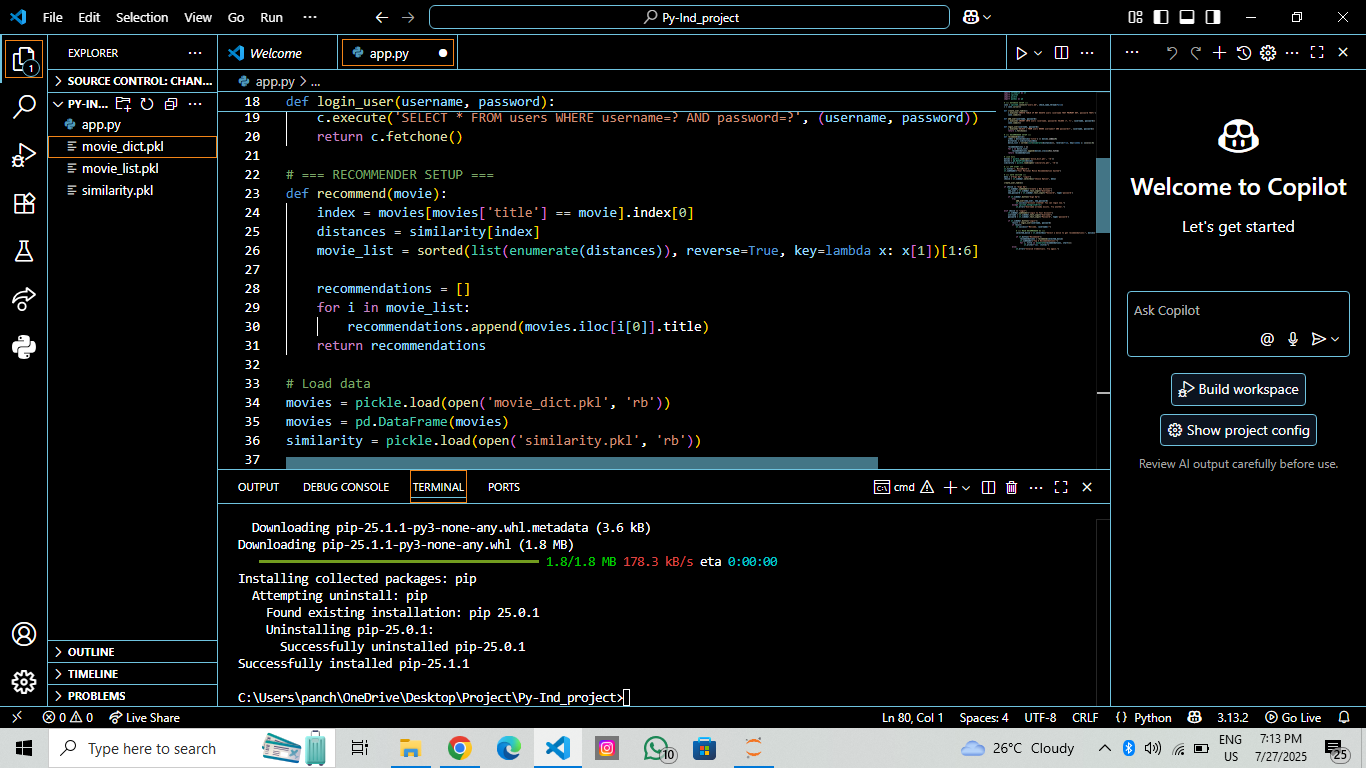 File Edit Selection View Go Run ···
Py-Ind_project
EXPLORER
SOURCE CONTROL: CHAN...
PY-IN...
app.py
movie_dict.pkl
movie_list.pkl
similarity.pkl
OUTLINE
TIMELINE
PROBLEMS
1
Welcome
app.py
app.py > ...
18 def login_user(username, password):
19 c.execute('SELECT * FROM users WHERE username=? AND password=?', (username, password))
20 return c.fetchone()
21
22 # === RECOMMENDER SETUP ===
23 def recommend(movie):
24 index = movies[movies['title'] == movie].index[0]
25 distances = similarity[index]
26 movie_list = sorted(list(enumerate(distances)), reverse=True, key=lambda x: x[1])[1:6]
27
28 recommendations = []
29 for i in movie_list:
30 recommendations.append(movies.iloc[i[0]].title)
31 return recommendations
32
33 # Load data
34 movies = pickle.load(open('movie_dict.pkl', 'rb'))
35 movies = pd.DataFrame(movies)
36 similarity = pickle.load(open('similarity.pkl', 'rb'))
37
OUTPUT DEBUG CONSOLE TERMINAL PORTS
cmd
Downloading pip-25.1.1-py3-none-any.whl.metadata (3.6 kB)
Downloading pip-25.1.1-py3-none-any.whl (1.8 MB)
1.8/1.8 MB 178.3 kB/s eta 0:00:00
Installing collected packages: pip
Attempting uninstall: pip
Found existing installation: pip 25.0.1
Uninstalling pip-25.0.1:
Successfully uninstalled pip-25.0.1
Successfully installed pip-25.1.1
C:\Users\panch\OneDrive\Desktop\Project\Py-Ind_project>
Welcome to Copilot
Let's get started
Ask Copilot
@
Build workspace
Show project config
Review AI output carefully before use.
0 0 Live Share
Ln 80, Col 1 Spaces: 4 UTF-8 CRLF {} Python 3.13.2 Go Live
Type here to search
10
26°C Cloudy
ENG
US
7:13 PM
7/27/2025
25